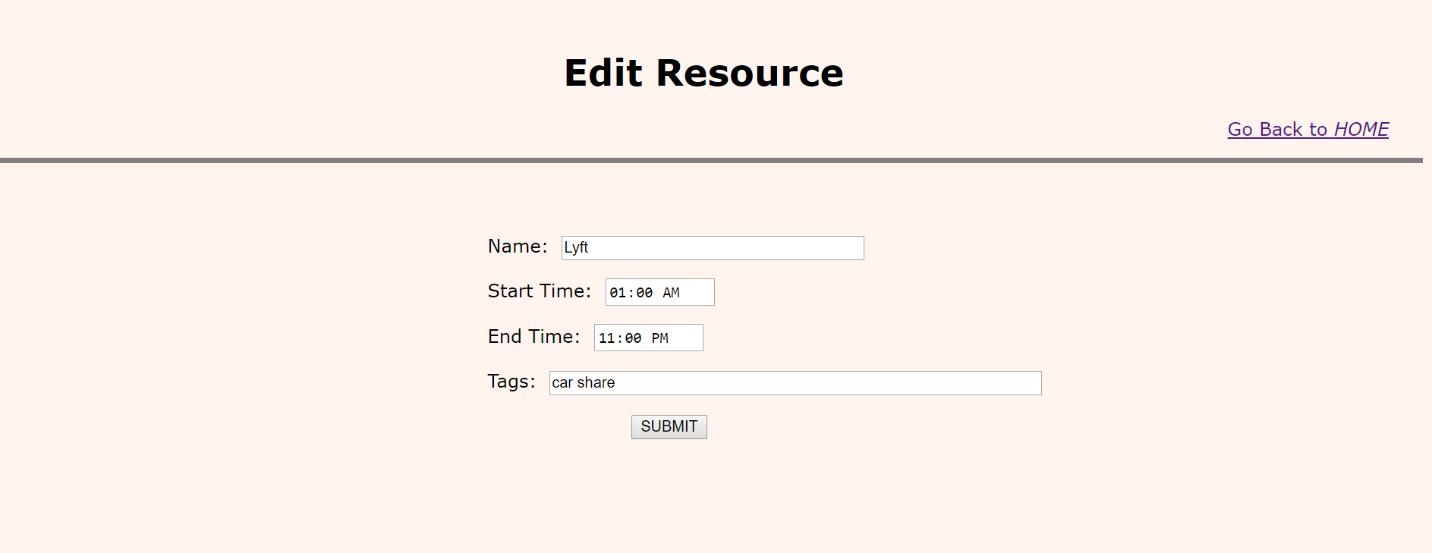 Edit Resource
Go Back to HOME
Name: Lyft
Start Time: 01:00 AM
End Time: 11:00 PM
Tags: car share
SUBMIT